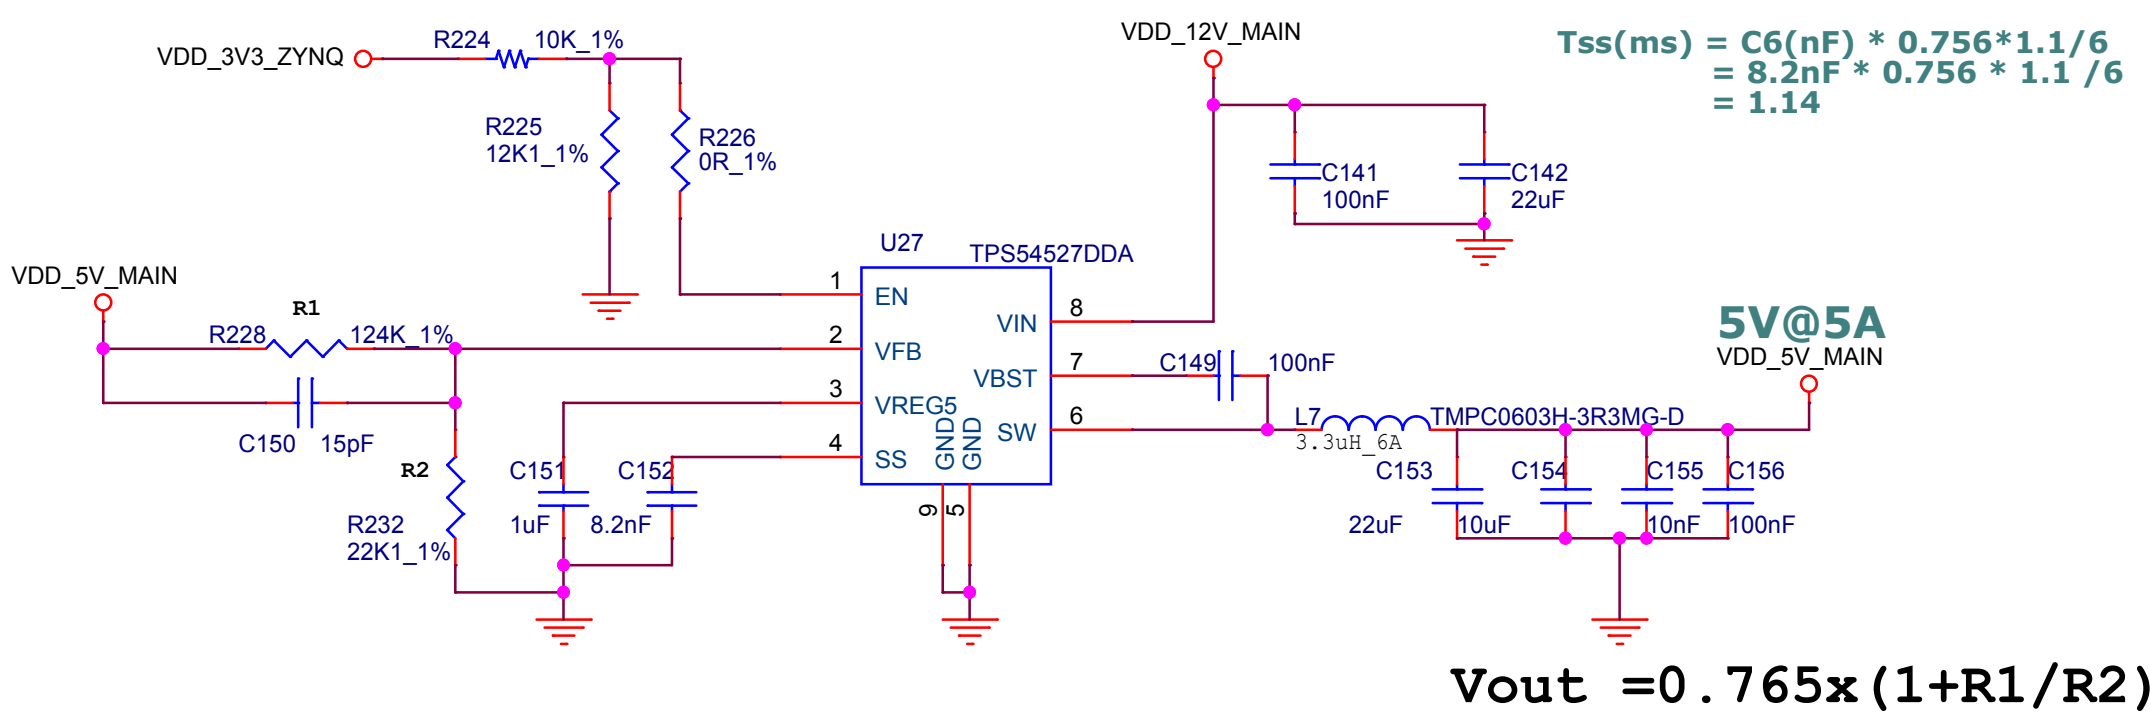 VDD_3V3_ZYNQ
R224
10K_1%
R225
12K1_1%
R226
0R_1%
VDD_12V_MAIN
Tss(ms) = C6(nF) * 0.756*1.1/6
= 8.2nF * 0.756 * 1.1 /6
= 1.14
C141
100nF
C142
22uF
U27
TPS54527DDA
VDD_5V_MAIN
R1
R228
124K_1%
C150
15pF
R2
R232
22K1_1%
C151
1uF
C152
8.2nF
1
EN
2
VFB
3
VREG5
4
SS
GND
GND
9
5
VIN
8
VBST
7
SW
6
C149
100nF
5V@5A
VDD_5V_MAIN
L7
TMPC0603H-3R3MG-D
3.3uH_6A
C153
22uF
C154
10uF
C155
10nF
C156
100nF
Vout =0.765x(1+R1/R2)